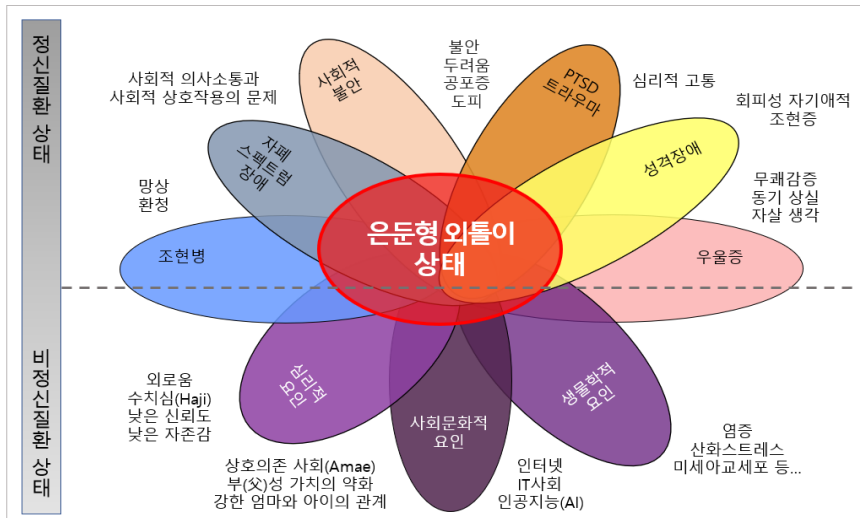 정신질환 상태
비정신질환 상태
사회적 의사소통과
사회적 상호작용의 문제
사회적
불안
불안
두려움
공포증
도피
PTSD
트라우마
심리적 고통
회피성 자기애적
조현증
자폐
스펙트럼
장애
성격장애
망상
환청
무쾌감증
동기 상실
자살 생각
조현병
은둔형 외톨이
상태
우울증
외로움
수치심(Haji)
낮은 신뢰도
낮은 자존감
심리적
요인
사회문화적
요인
생물학적
요인
염증
산화스트레스
미세아교세포 등...
상호의존 사회(Amae)
부(父)성 가치의 약화
강한 엄마와 아이의 관계
인터넷
IT사회
인공지능(AI)